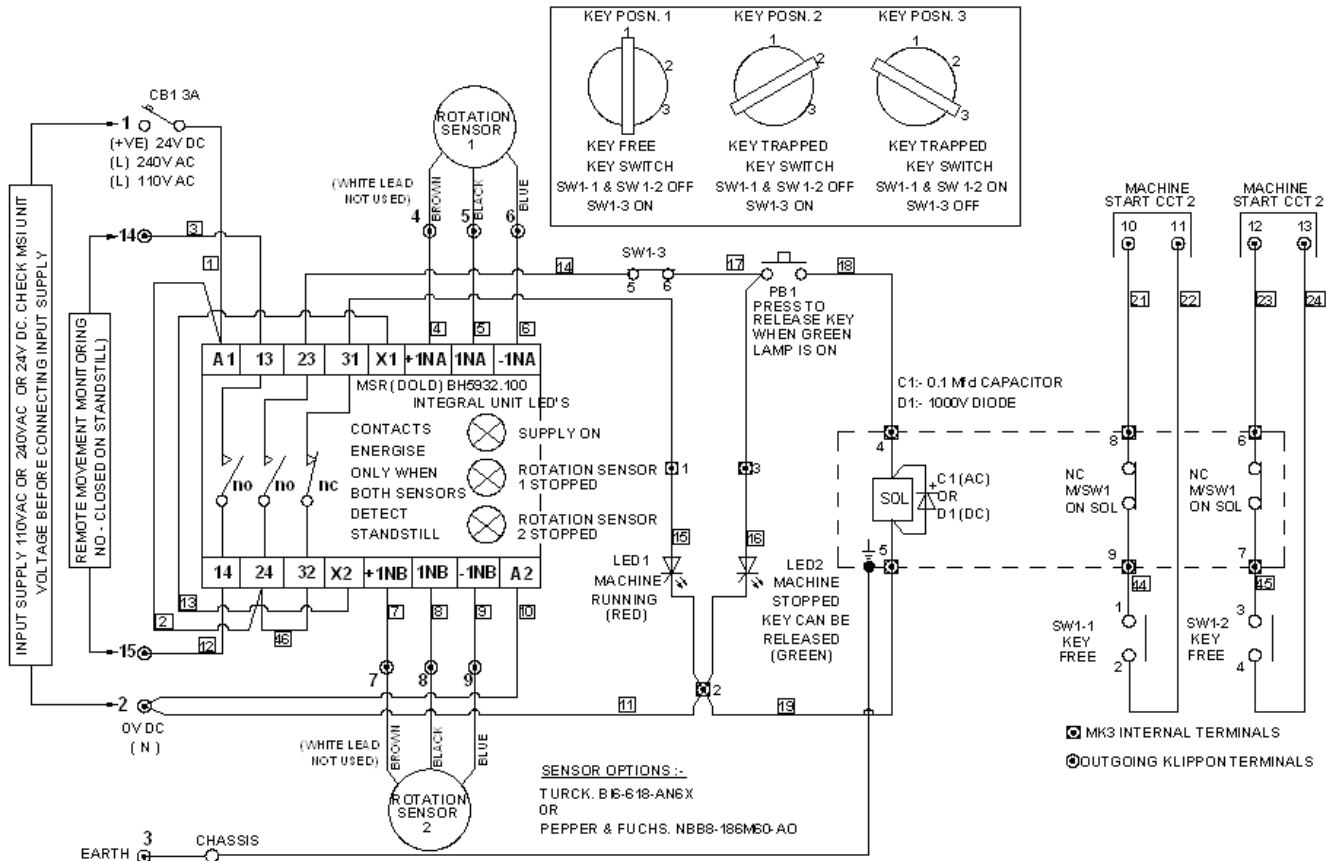 KEY POSN. 1
KEY POSN. 2
KEY POSN. 3
1
2
3
1
2
3
1
2
3
KEY FREE
KEY SWITCH
SW1-1 & SW 1-2 OFF
SW1-3 ON
KEY TRAPPED
KEY SWITCH
SW1-1 & SW 1-2 OFF
SW1-3 ON
KEY TRAPPED
KEY SWITCH
SW1-1 & SW 1-2 ON
SW1-3 OFF
CB1 3A
1
(+VE) 24V DC
(L) 240V AC
(L) 110V AC
INPUT SUPPLY 110VAC OR 240VAC OR 24V DC. CHECK MSI UNIT
VOLTAGE BEFORE CONNECTING INPUT SUPPLY
REMOTE MOVEMENT MONITORING
NO - CLOSED ON STANDSTILL)
14
3
1
ROTATION
SENSOR
1
(WHITE LEAD
NOT USED)
BROWN
BLACK
BLUE
4
5
6
14
SW1-3
5
6
17
18
PB1
PRESS TO
RELEASE KEY
WHEN GREEN
LAMP IS ON
4
5
6
A1
13
23
31
X1
+1NA
1NA
-1NA
MSR (DOLD) BH5932.100
INTEGRAL UNIT LED'S
CONTACTS
ENERGISE
ONLY WHEN
BOTH SENSORS
DETECT
STANDSTILL
SUPPLY ON
ROTATION SENSOR
1 STOPPED
ROTATION SENSOR
2 STOPPED
no
no
nc
14
24
32
X2
+1NB
1NB
-1NB
A2
13
2
12
46
7
8
9
10
15
2
0V DC
(N)
7
8
9
11
19
(WHITE LEAD
NOT USED)
BROWN
BLACK
BLUE
ROTATION
SENSOR
2
SENSOR OPTIONS :-
TURCK. BI6-618-AN6X
OR
PEPPER & FUCHS. NBB8-186M60-AO
3
EARTH
CHASSIS
1
3
15
16
LED1
MACHINE
RUNNING
(RED)
LED2
MACHINE
STOPPED
KEY CAN BE
RELEASED
(GREEN)
2
C1:- 0.1 Mfd CAPACITOR
D1:- 1000V DIODE
4
SOL
+
C1 (AC)
OR
D1 (DC)
5
MACHINE
START CCT 2
10
11
MACHINE
START CCT 2
12
13
21
22
23
24
8
6
NC
M/SW1
ON SOL
NC
M/SW1
ON SOL
9
7
44
45
1
SW1-1
KEY
FREE
2
3
SW1-2
KEY
FREE
4
MK3 INTERNAL TERMINALS
OUTGOING KLIPPON TERMINALS